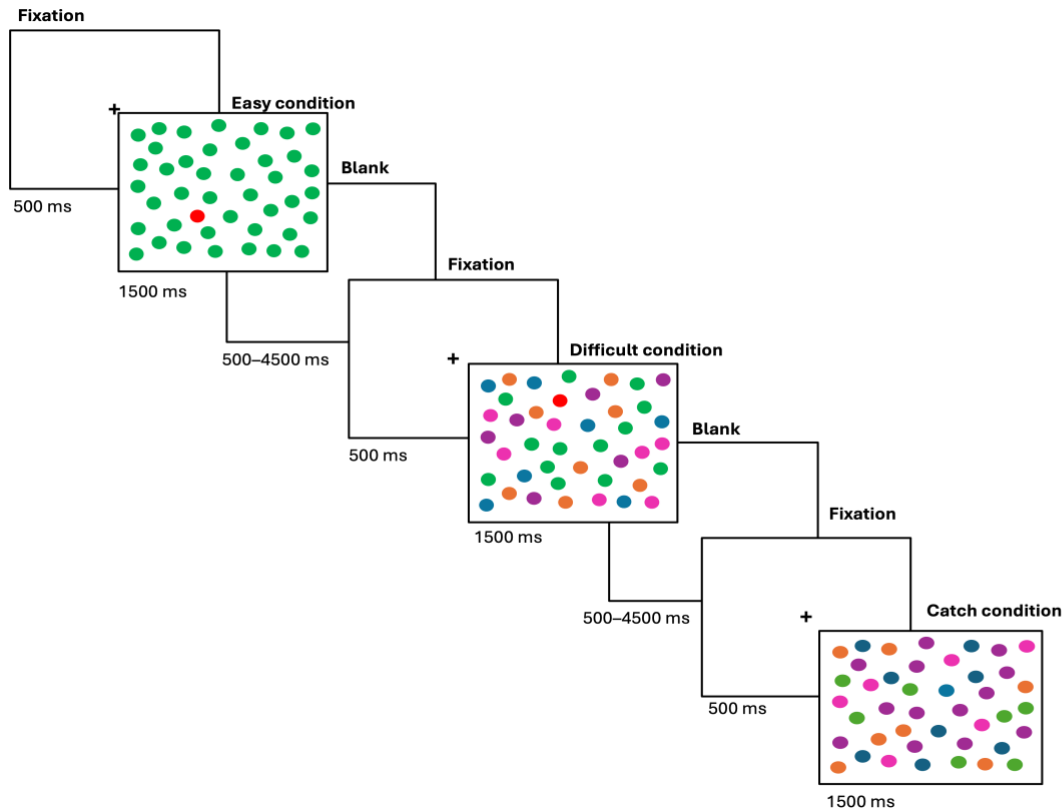 Fixation
+
Easy condition
Blank
500 ms
Fixation
1500 ms
500–4500 ms
+
Difficult condition
Blank
500 ms
Fixation
1500 ms
500–4500 ms
+
Catch condition
500 ms
1500 ms